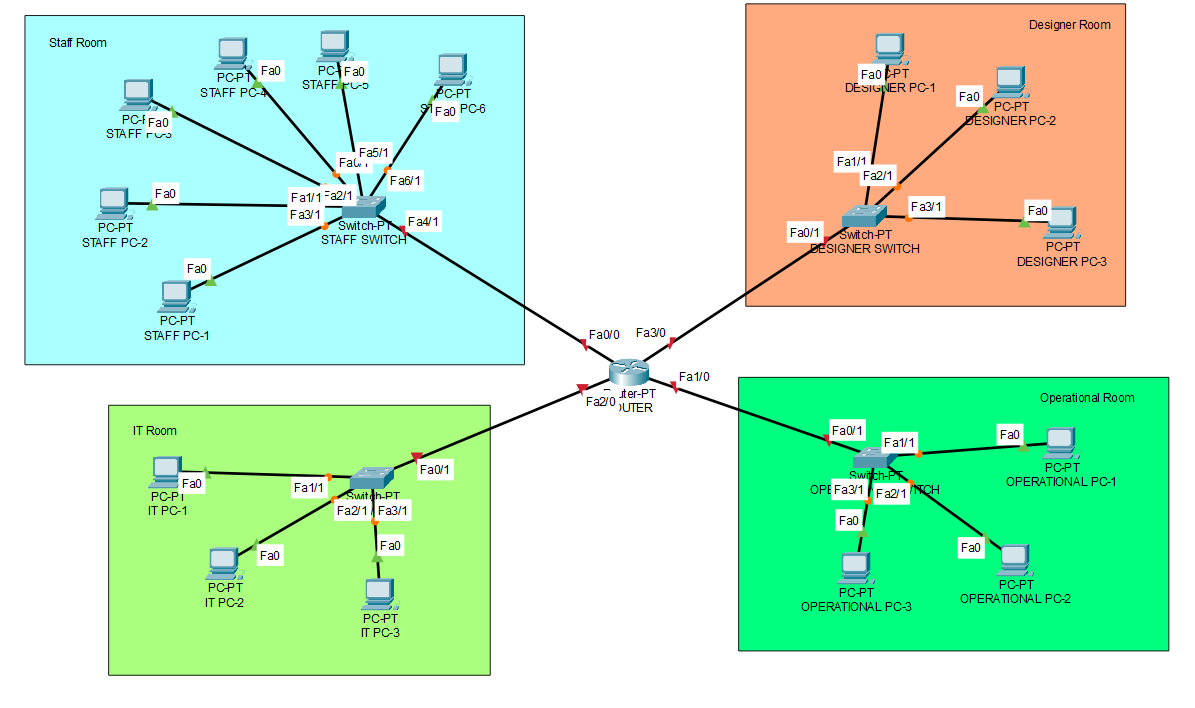 Staff Room
Fa0
PC-PT
STAFF PC-4
Fa0
Fa0
PC-PT
Fa0
Fa0
PC-PT
STAFF PC-2
Fa0
Fa5/1
Fa6/1
Fa1/1
Fa2/1
Fa3/1
Switch-PT
STAFF SWITCH
Fa4/1
Fa0
PC-PT
STAFF PC-1
Designer Room
Fa0
DESIGNER PC-1
Fa0
PC-PT
DESIGNER PC-2
Fa1/1
Fa2/1
Fa3/1
Fa0
Fa0/1
Switch-PT
DESIGNER SWITCH
PC-PT
DESIGNER PC-3
Fa0/0
Fa3/0
Fa1/0
Fa2/0
IT Room
Fa0
IT PC-1
Fa0/1
Fa1/1
Switch-PT
Fa2/1
Fa3/1
Fa0
PC-PT
IT PC-2
Fa0
PC-PT
IT PC-3
Operational Room
Fa0/1
Fa1/1
Fa0
PC-PT
OPERATIONAL PC-1
Switch-PT
Fa3/1
Fa2/1
Fa0
PC-PT
OPERATIONAL PC-3
Fa0
PC-PT
OPERATIONAL PC-2